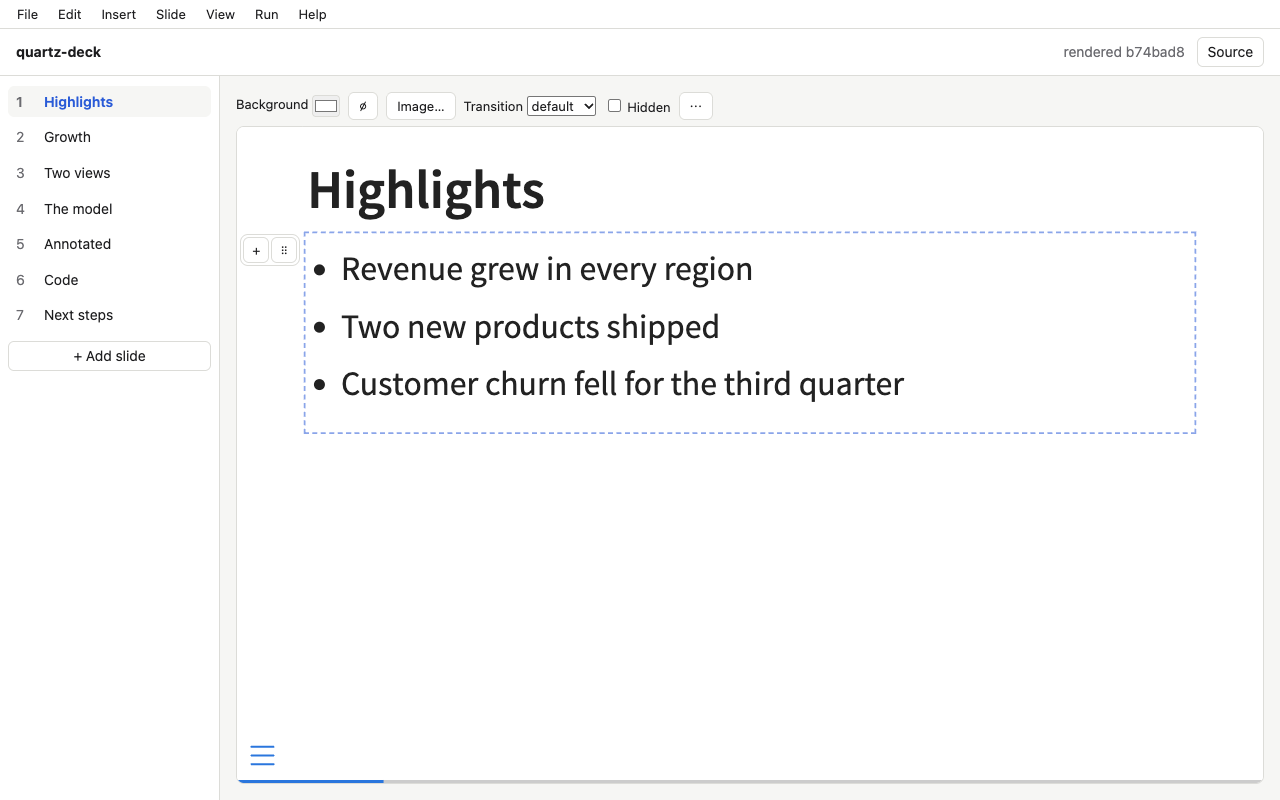 File Edit Insert Slide View Run Help
quartz-deck
rendered b74bad8 Source
1 Highlights
2 Growth
3 Two views
4 The model
5 Annotated
6 Code
7 Next steps
+ Add slide
Background ø Image... Transition default Hidden ...
Highlights
+
• Revenue grew in every region
• Two new products shipped
• Customer churn fell for the third quarter